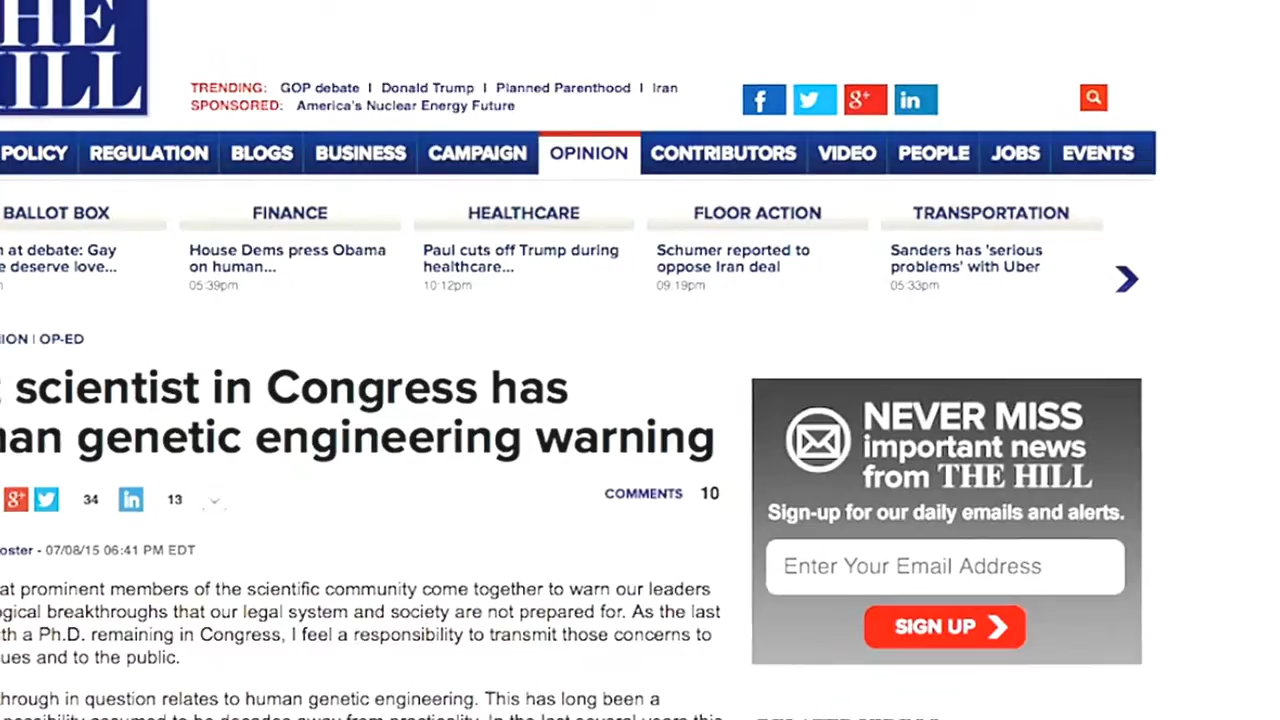 THE
HILL
TRENDING: GOP debate | Donald Trump | Planned Parenthood | Iran
SPONSORED: America's Nuclear Energy Future
POLICY REGULATION BLOGS BUSINESS CAMPAIGN OPINION CONTRIBUTORS VIDEO PEOPLE JOBS EVENTS
BALLOT BOX FINANCE HEALTHCARE FLOOR ACTION TRANSPORTATION
at debate: Gay
deserve love...
House Dems press Obama
on human...
05:39pm
Paul cuts off Trump during
healthcare...
10:12pm
Schumer reported to
oppose Iran deal
09:19pm
Sanders has 'serious
problems' with Uber
05:33pm
ION | OP-ED
scientist in Congress has
an genetic engineering warning
34 in 13
COMMENTS 10
oster - 07/08/15 06:41 PM EDT
at prominent members of the scientific community come together to warn our leaders
ogical breakthroughs that our legal system and society are not prepared for. As the last
th a Ph.D. remaining in Congress, I feel a responsibility to transmit those concerns to
ues and to the public.
through in question relates to human genetic engineering. This has long been a
NEVER MISS
important news
from THE HILL
Sign-up for our daily emails and alerts.
Enter Your Email Address
SIGN UP